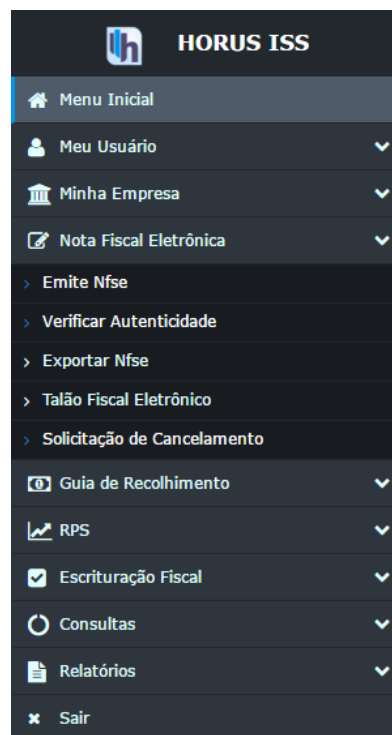 HORUS ISS
Menu Inicial
Meu Usuário
Minha Empresa
Nota Fiscal Eletrônica
Emite Nfse
Verificar Autenticidade
Exportar Nfse
Talão Fiscal Eletrônico
Solicitação de Cancelamento
Guia de Recolhimento
RPS
Escrituração Fiscal
Consultas
Relatórios
Sair